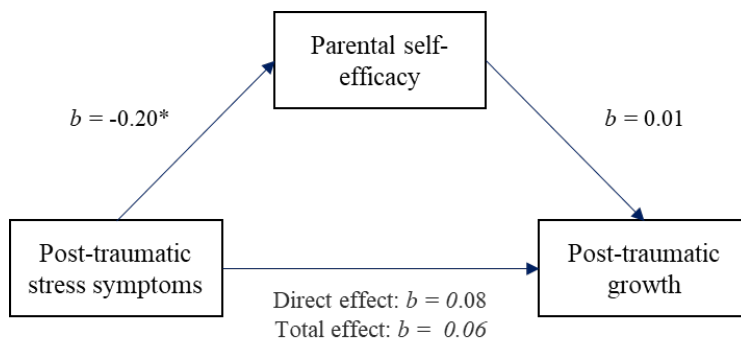 Parental self-
efficacy
b = -0.20*
b = 0.01
Post-traumatic
stress symptoms
Post-traumatic
growth
Direct effect: b = 0.08
Total effect: b = 0.06